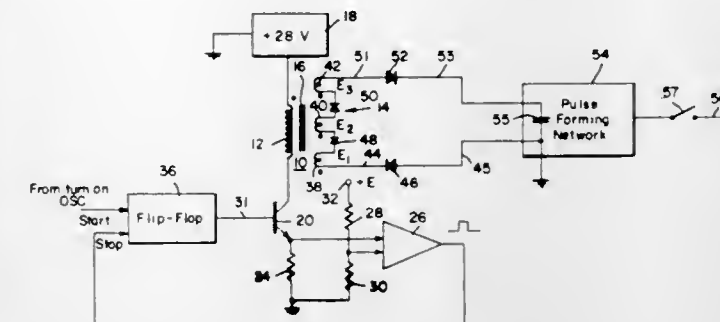 18
+ 28 V
16
42
51
52
53
54
E3
50
14
40
E2
48
12
10
E1
44
38
46
45
55
Pulse
Forming
Network
57
32
+E
36
From turn on
OSC
Start
Stop
Flip-Flop
31
20
28
26
24
30